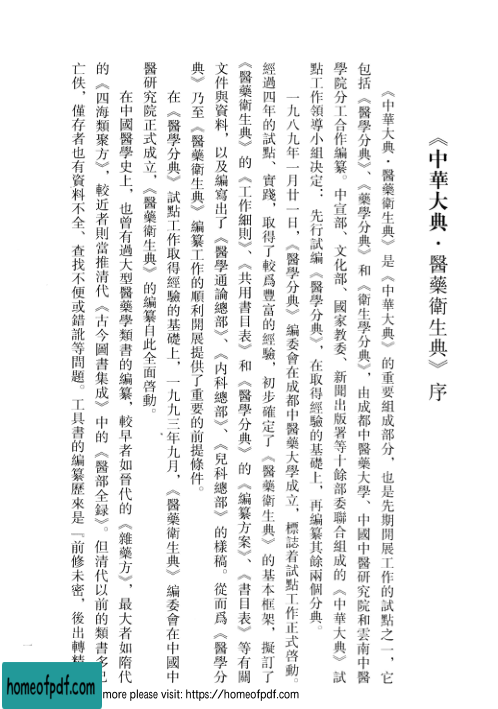 《中華大典·醫藥衛生典》序
《中華大典·醫藥衛生典》是《中華大典》的重要組成部分，也是先期開展工作的試點之一，它
包括《醫學分典》、《藥學分典》和《衛生學分典》，由成都中醫藥大學、中國中醫研究院和雲南中醫
學院分工合作編纂。中宣部、文化部、國家教委、新聞出版署等十餘部委聯合組成的《中華大典》試
點工作領導小組決定：先行試編《醫學分典》，在取得經驗的基礎上，再編纂其餘兩個分典。
一九八九年一月廿一日，《醫學分典》編委會在成都中醫藥大學成立，標誌着試點工作正式啓動。
經過四年的試點、實踐，取得了較爲豐富的經驗，初步確定了《醫藥衛生典》的基本框架，擬訂了
《醫藥衛生典》的《工作細則》、《共用書目表》和《醫學分典》的《編纂方案》、《書目表》等有關
文件與資料，以及編寫出了《醫學通論總部》、《内科總部》、《兒科總部》的樣稿。從而爲《醫學分
典》乃至《醫藥衛生典》編纂工作的順利開展提供了重要的前提條件。
在《醫學分典》試點工作取得經驗的基礎上，一九九三年九月，《醫藥衛生典》編委會在中國中
醫研究院正式成立，《醫藥衛生典》的編纂自此全面啓動。
在中國醫學史上，也曾有過大型醫藥學類書的編纂，較早者如晉代的《雜藥方》，最大者如隋代
的《四海類聚方》，較近者則當推清代《古今圖書集成》中的《醫部全録》。但清代以前的類書多已
亡佚，僅存者也有資料不全、查找不便或錯訛等問題。工具書的編纂歷來是『前修未密，後出轉精
一
homeofpdf.com
more please visit: https://homeofpdf.com